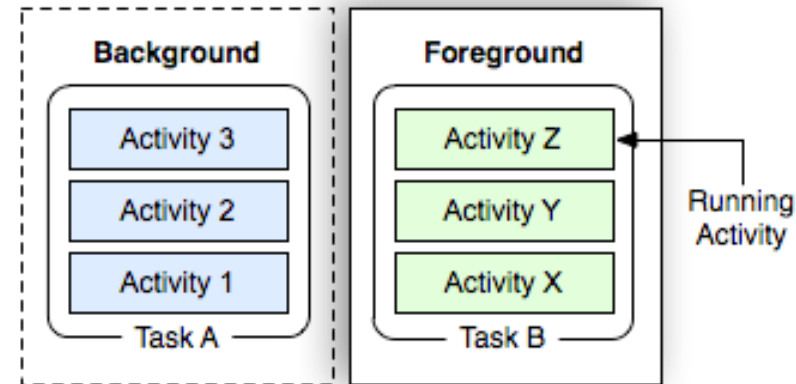 Background
Activity 3
Activity 2
Activity 1
Task A
Foreground
Activity Z
Activity Y
Activity X
Task B
Running
Activity